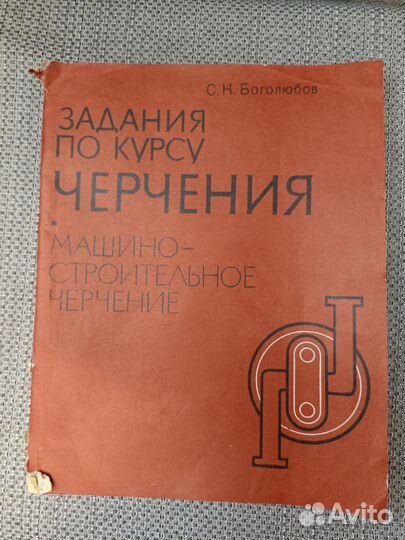 С. К. Боголюбов
ЗАДАНИЯ
ПО КУРСУ
ЧЕРЧЕНИЯ
МАШИНО-
СТРОИТЕЛЬНОЕ
ЧЕРЧЕНИЕ
Avito